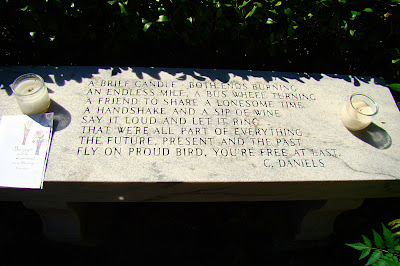 A BRIEF CANDLE - BOTH ENDS BURNING
AN ENDLESS MILE, A BUS WHEEL TURNING
A FRIEND TO SHARE A LONESOME TIME
A HANDSHAKE AND A SIP OF WINE
SAY IT LOUD AND LET IT RING
THAT WE'RE ALL PART OF EVERYTHING
THE FUTURE, PRESENT AND THE PAST
FLY ON PROUD BIRD, YOU'RE FREE AT LAST.
C. DANIELS